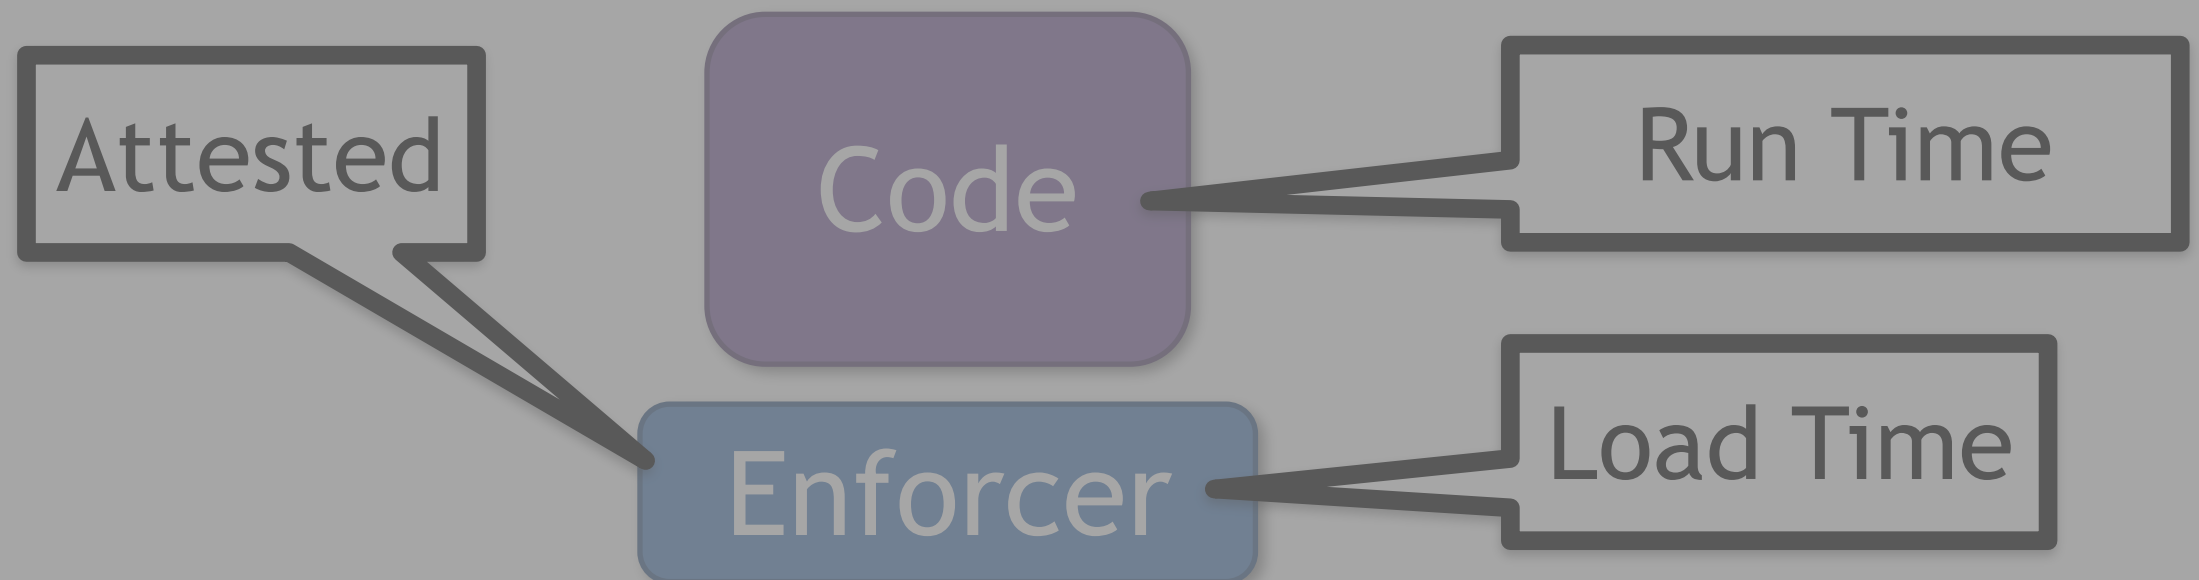 Attested
Code
Run Time
Enforcer
Load Time